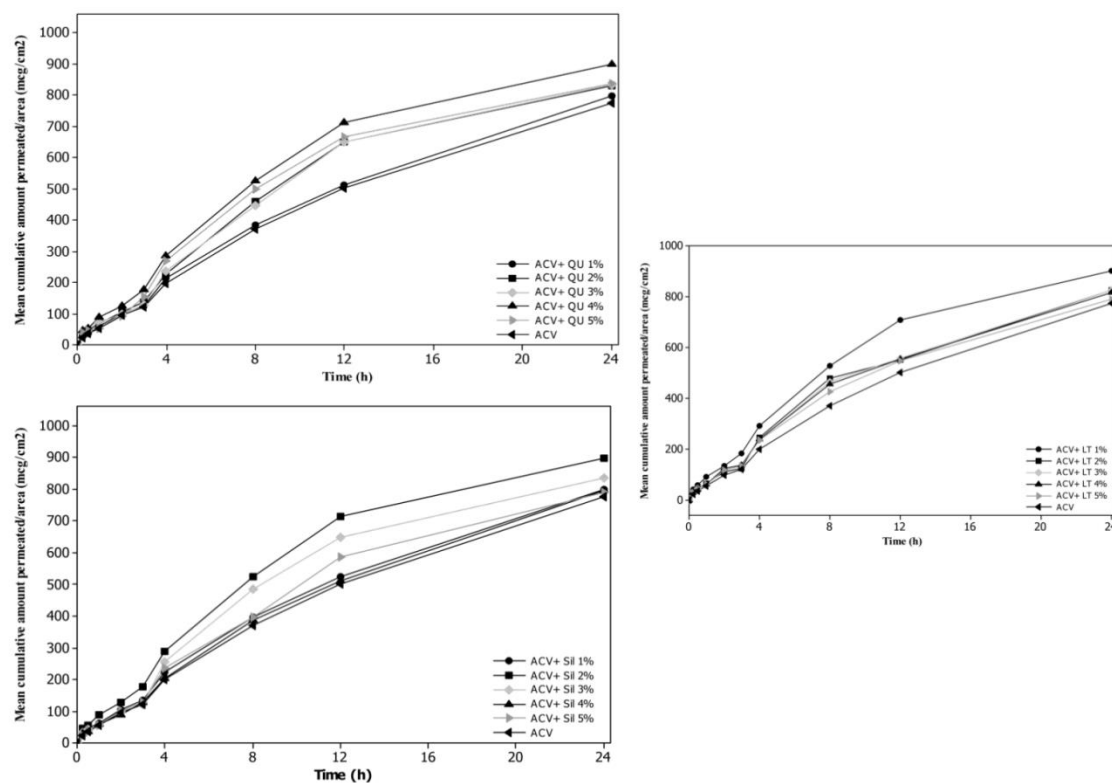 Mean cumulative amount permeated/area (mcg/cm2)
1000
900
800
700
600
500
400
300
200
100
0
ACV+ QU 1%
ACV+ QU 2%
ACV+ QU 3%
ACV+ QU 4%
ACV+ QU 5%
ACV
0 4 8 12 16 20 24
Time (h)
Mean cumulative amount permeated/area (mcg/cm2)
1000
900
800
700
600
500
400
300
200
100
0
ACV+ Sil 1%
ACV+ Sil 2%
ACV+ Sil 3%
ACV+ Sil 4%
ACV+ Sil 5%
ACV
0 4 8 12 16 20 24
Time (h)
Mean cumulative amount permeated/area (mcg/cm2)
1000
800
600
400
200
0
ACV+ LT 1%
ACV+ LT 2%
ACV+ LT 3%
ACV+ LT 4%
ACV+ LT 5%
ACV
0 4 8 12 16 20 24
Time (h)